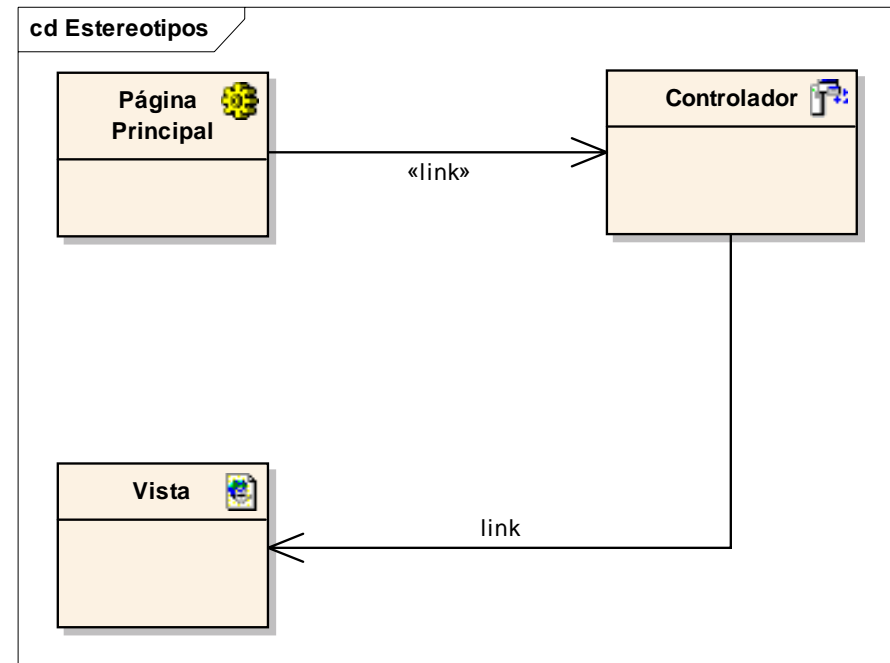 cd Estereotipos
Página
Principal
Controlador
«link»
Vista
link